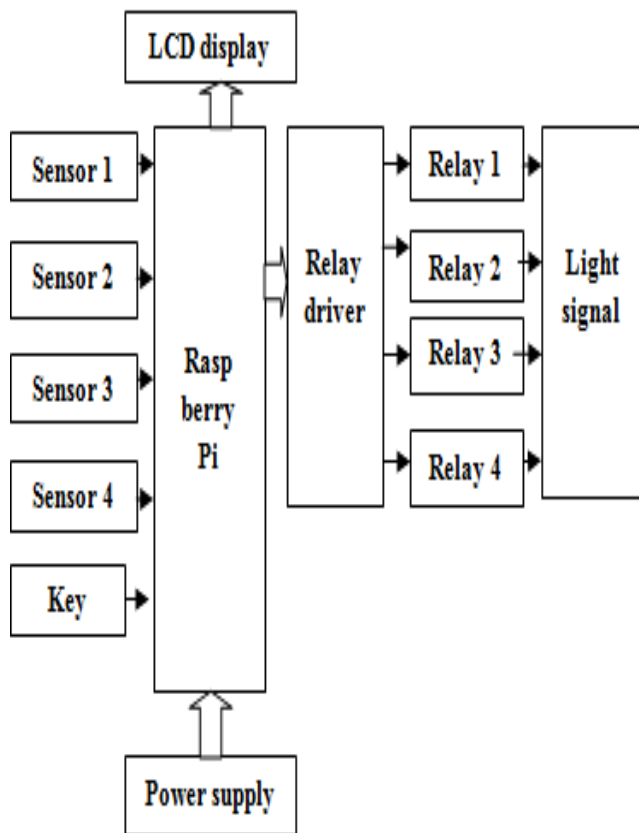 LCD display
Sensor 1
Sensor 2
Sensor 3
Sensor 4
Key
Rasp
berry
Pi
Relay
driver
Relay 1
Relay 2
Relay 3
Relay 4
Light
signal
Power supply